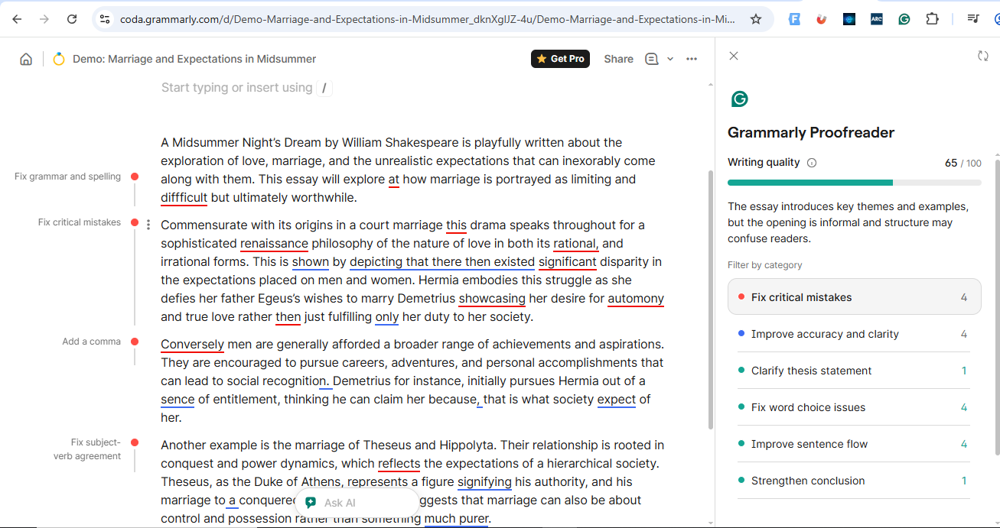 coda.grammarly.com/d/Demo-Marriage-and-Expectations-in-Midsummer_dknXglJZ-4u/Demo-Marriage-and-Expectations-in-Mi...
ARC
Demo: Marriage and Expectations in Midsummer
Get Pro
Share
Start typing or insert using /
A Midsummer Night's Dream by William Shakespeare is playfully written about the
exploration of love, marriage, and the unrealistic expectations that can inexorably come
Fix grammar and spelling
along with them. This essay will explore at how marriage is portrayed as limiting and
diffficult but ultimately worthwhile.
Fix critical mistakes
Commensurate with its origins in a court marriage this drama speaks throughout for a
sophisticated renaissance philosophy of the nature of love in both its rational, and
irrational forms. This is shown by depicting that there then existed significant disparity in
the expectations placed on men and women. Hermia embodies this struggle as she
defies her father Egeus's wishes to marry Demetrius showcasing her desire for automony
and true love rather then just fulfilling only her duty to her society.
Add a comma
Conversely men are generally afforded a broader range of achievements and aspirations.
They are encouraged to pursue careers, adventures, and personal accomplishments that
can lead to social recognition. Demetrius for instance, initially pursues Hermia out of a
sence of entitlement, thinking he can claim her because, that is what society expect of
her.
Fix subject-
verb agreement
Another example is the marriage of Theseus and Hippolyta. Their relationship is rooted in
conquest and power dynamics, which reflects the expectations of a hierarchical society.
Theseus, as the Duke of Athens, represents a figure signifying his authority, and his
marriage to a conquered
Ask AI
ggests that marriage can also be about
control and possession rather than something much purer.
Grammarly Proofreader
Writing quality
65 / 100
The essay introduces key themes and examples,
but the opening is informal and structure may
confuse readers.
Filter by category
Fix critical mistakes 4
Improve accuracy and clarity 4
Clarify thesis statement 1
Fix word choice issues 4
Improve sentence flow 4
Strengthen conclusion 1